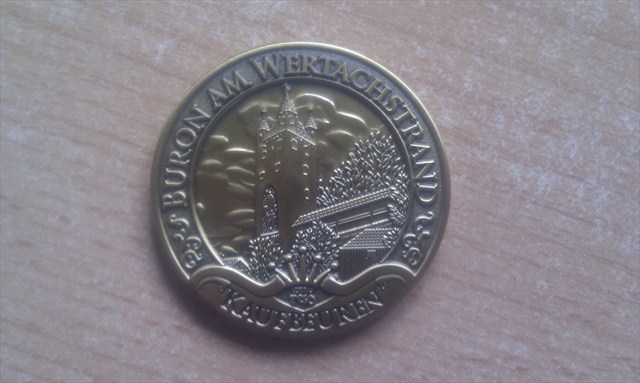 BURON AM WERTACHSTRAND
KAUFBEUREN